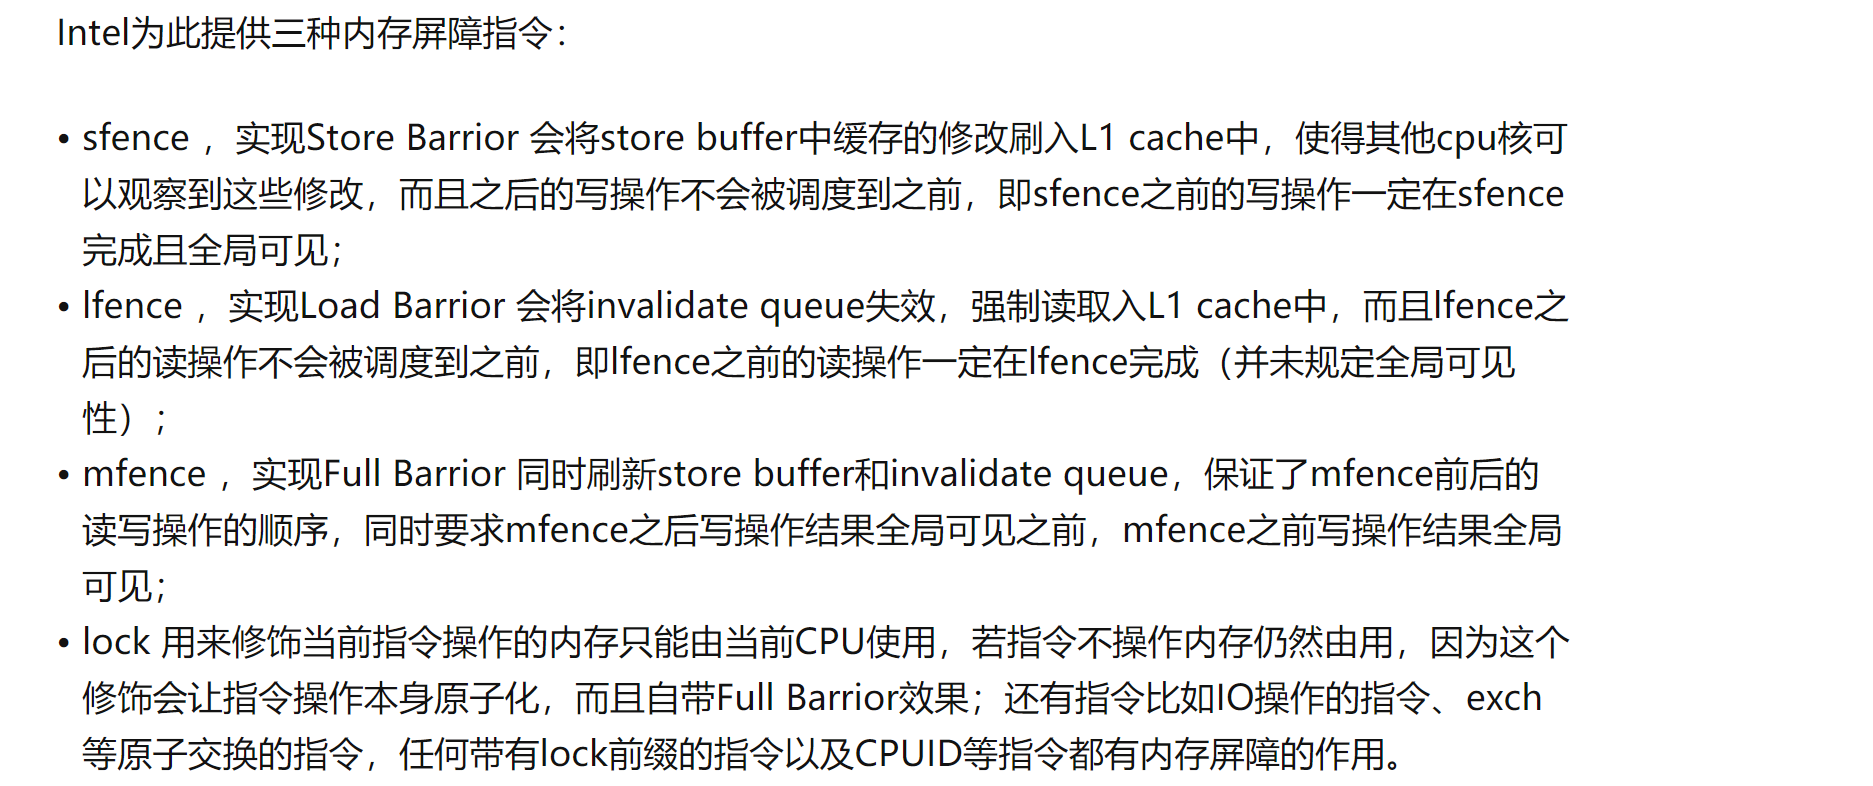 Intel为此提供三种内存屏障指令：
• sfence ，实现Store Barrior 会将store buffer中缓存的修改刷入L1 cache中，使得其他cpu核可
以观察到这些修改，而且之后的写操作不会被调度到之前，即sfence之前的写操作一定在sfence
完成且全局可见；
• lfence ，实现Load Barrior 会将invalidate queue失效，强制读取入L1 cache中，而且lfence之
后的读操作不会被调度到之前，即lfence之前的读操作一定在lfence完成（并未规定全局可见
性）；
• mfence ，实现Full Barrior 同时刷新store buffer和invalidate queue，保证了mfence前后的
读写操作的顺序，同时要求mfence之后写操作结果全局可见之前，mfence之前写操作结果全局
可见；
• lock 用来修饰当前指令操作的内存只能由当前CPU使用，若指令不操作内存仍然由用，因为这个
修饰会让指令操作本身原子化，而且自带Full Barrior效果；还有指令比如IO操作的指令、exch
等原子交换的指令，任何带有lock前缀的指令以及CPUID等指令都有内存屏障的作用。